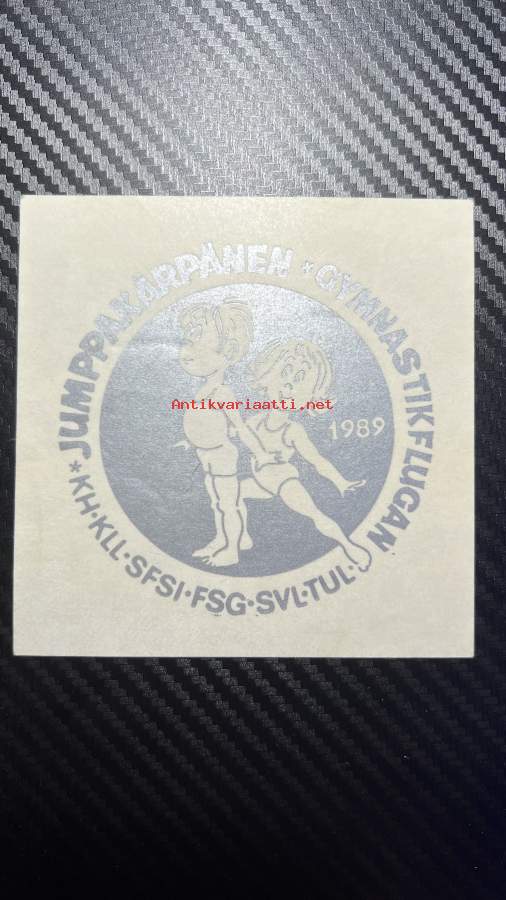 JUMPPAKÄRPÄNEN * GYMNASTIKFLUGAN
Antikvariaatti.net
1989
* KH · KLL · SFSI · FSG · SVL · TUL ·